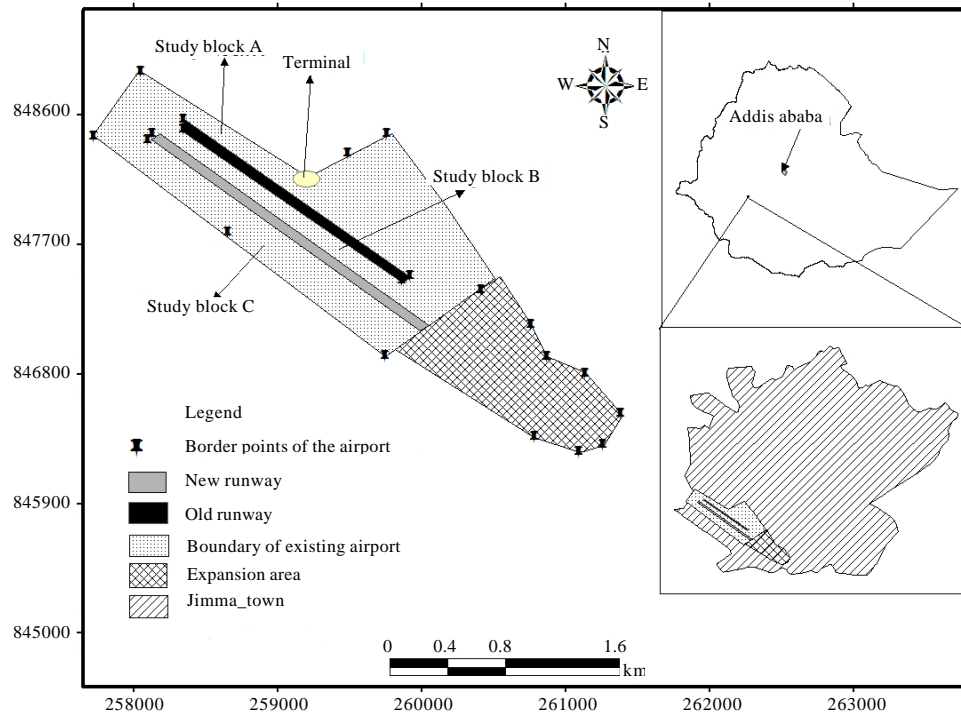 Study block A
Terminal
N
W E
S
Addis ababa
848600
Study block B
847700
Study block C
846800
Legend
Border points of the airport
New runway
845900
Old runway
Boundary of existing airport
Expansion area
Jimma_town
845000
0 0.4 0.8 1.6
km
258000 259000 260000 261000 262000 263000